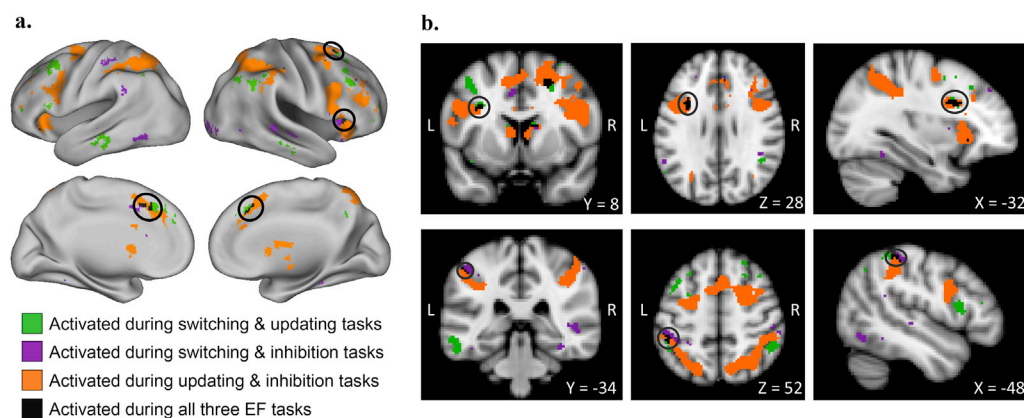 a.
Activated during switching & updating tasks
Activated during switching & inhibition tasks
Activated during updating & inhibition tasks
Activated during all three EF tasks
b.
L
R
Y = 8
Z = 28
X = -32
L
R
Y = -34
Z = 52
X = -48